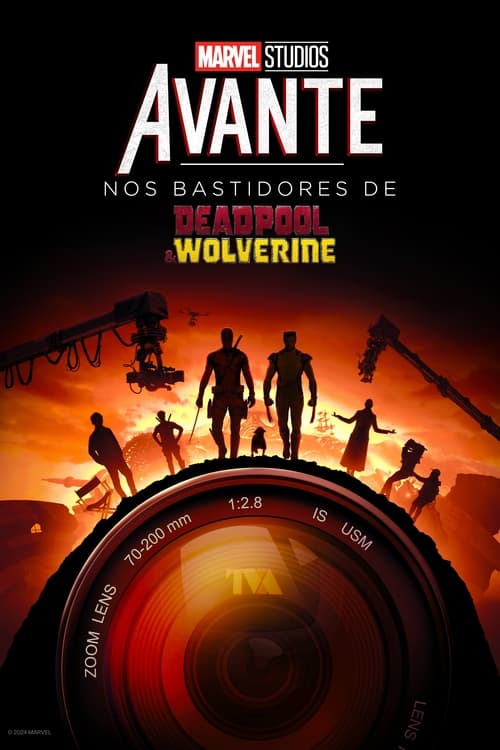 MARVEL STUDIOS
AVANTE
NOS BASTIDORES DE
DEADPOOL
& WOLVERINE
ZOOM LENS 70-200 mm 1:2.8 IS USM
TVA
LENS
© 2024 MARVEL